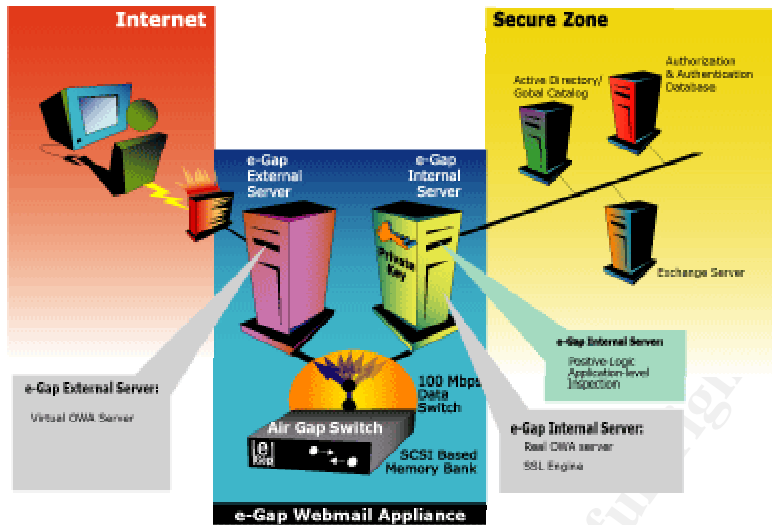 Internet
Secure Zone
Active Directory/
Gobal Catalog
Authorization
& Authentication
Database
e-Gap
External
Server
e-Gap
Internal
Server
Private
Key
Exchange Server
e-Gap Internal Server:
Positive-Logic
Application-level
Inspection
e-Gap External Server:
Virtual OWA Server
100 Mbps
Data
Switch
Air Gap Switch
e
Gap
SCSI Based
Memory Bank
e-Gap Internal Server:
Real OWA server
SSL Engine
e-Gap Webmail Appliance